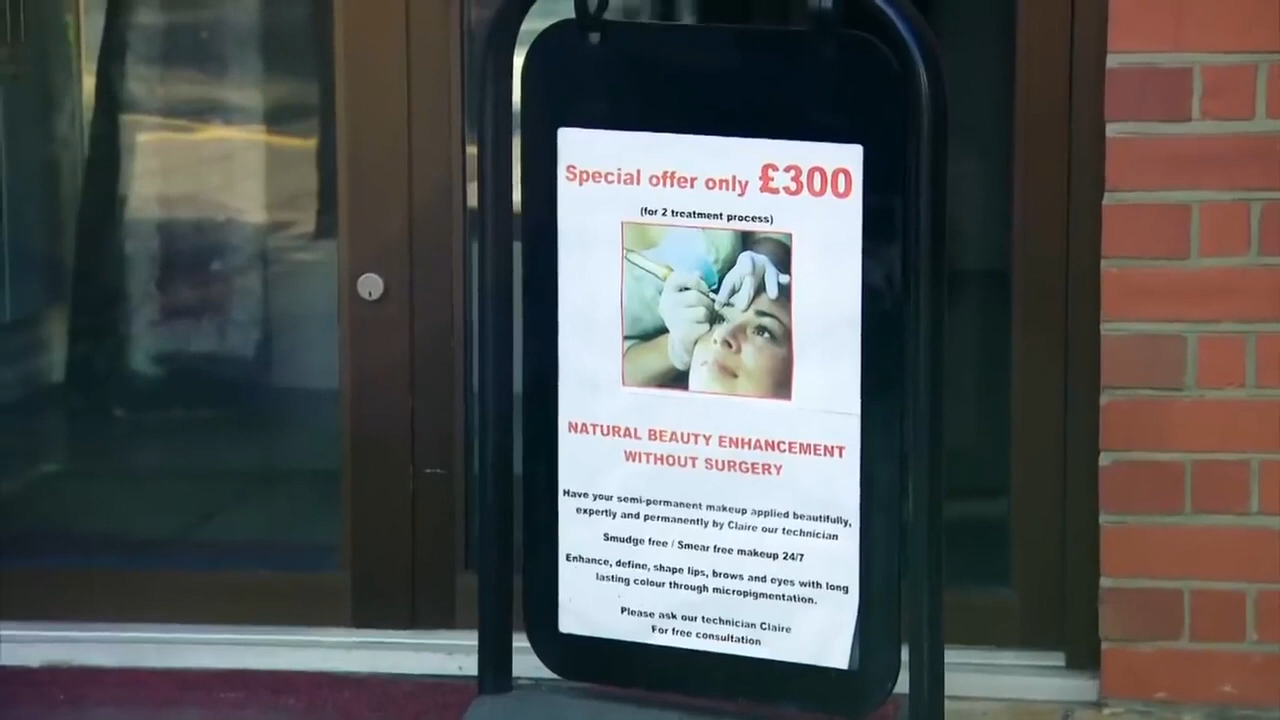 Special offer only £300
(for 2 treatment process)
NATURAL BEAUTY ENHANCEMENT
WITHOUT SURGERY
Have your semi-permanent makeup applied beautifully,
expertly and permanently by Claire our technician
Smudge free / Smear free makeup 24/7
Enhance, define, shape lips, brows and eyes with long
lasting colour through micropigmentation.
Please ask our technician Claire
For free consultation